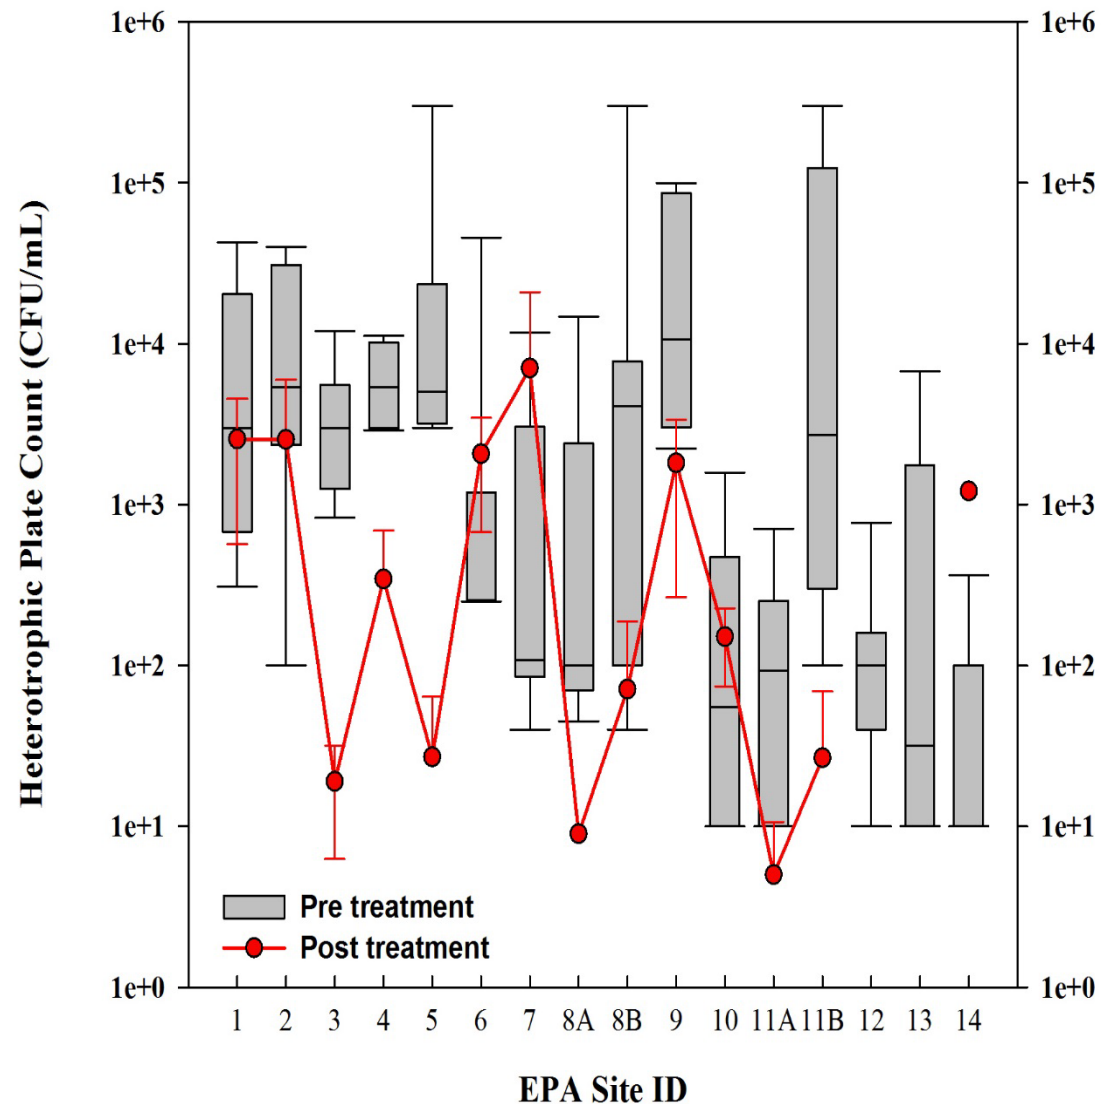 1e+6
1e+6
1e+5
1e+5
1e+4
1e+4
1e+3
1e+3
1e+2
1e+2
1e+1
1e+1
1e+0
1e+0
Heterotrophic Plate Count (CFU/mL)
Pre treatment
Post treatment
1 2 3 4 5 6 7 8A 8B 9 10 11A 11B 12 13 14
EPA Site ID